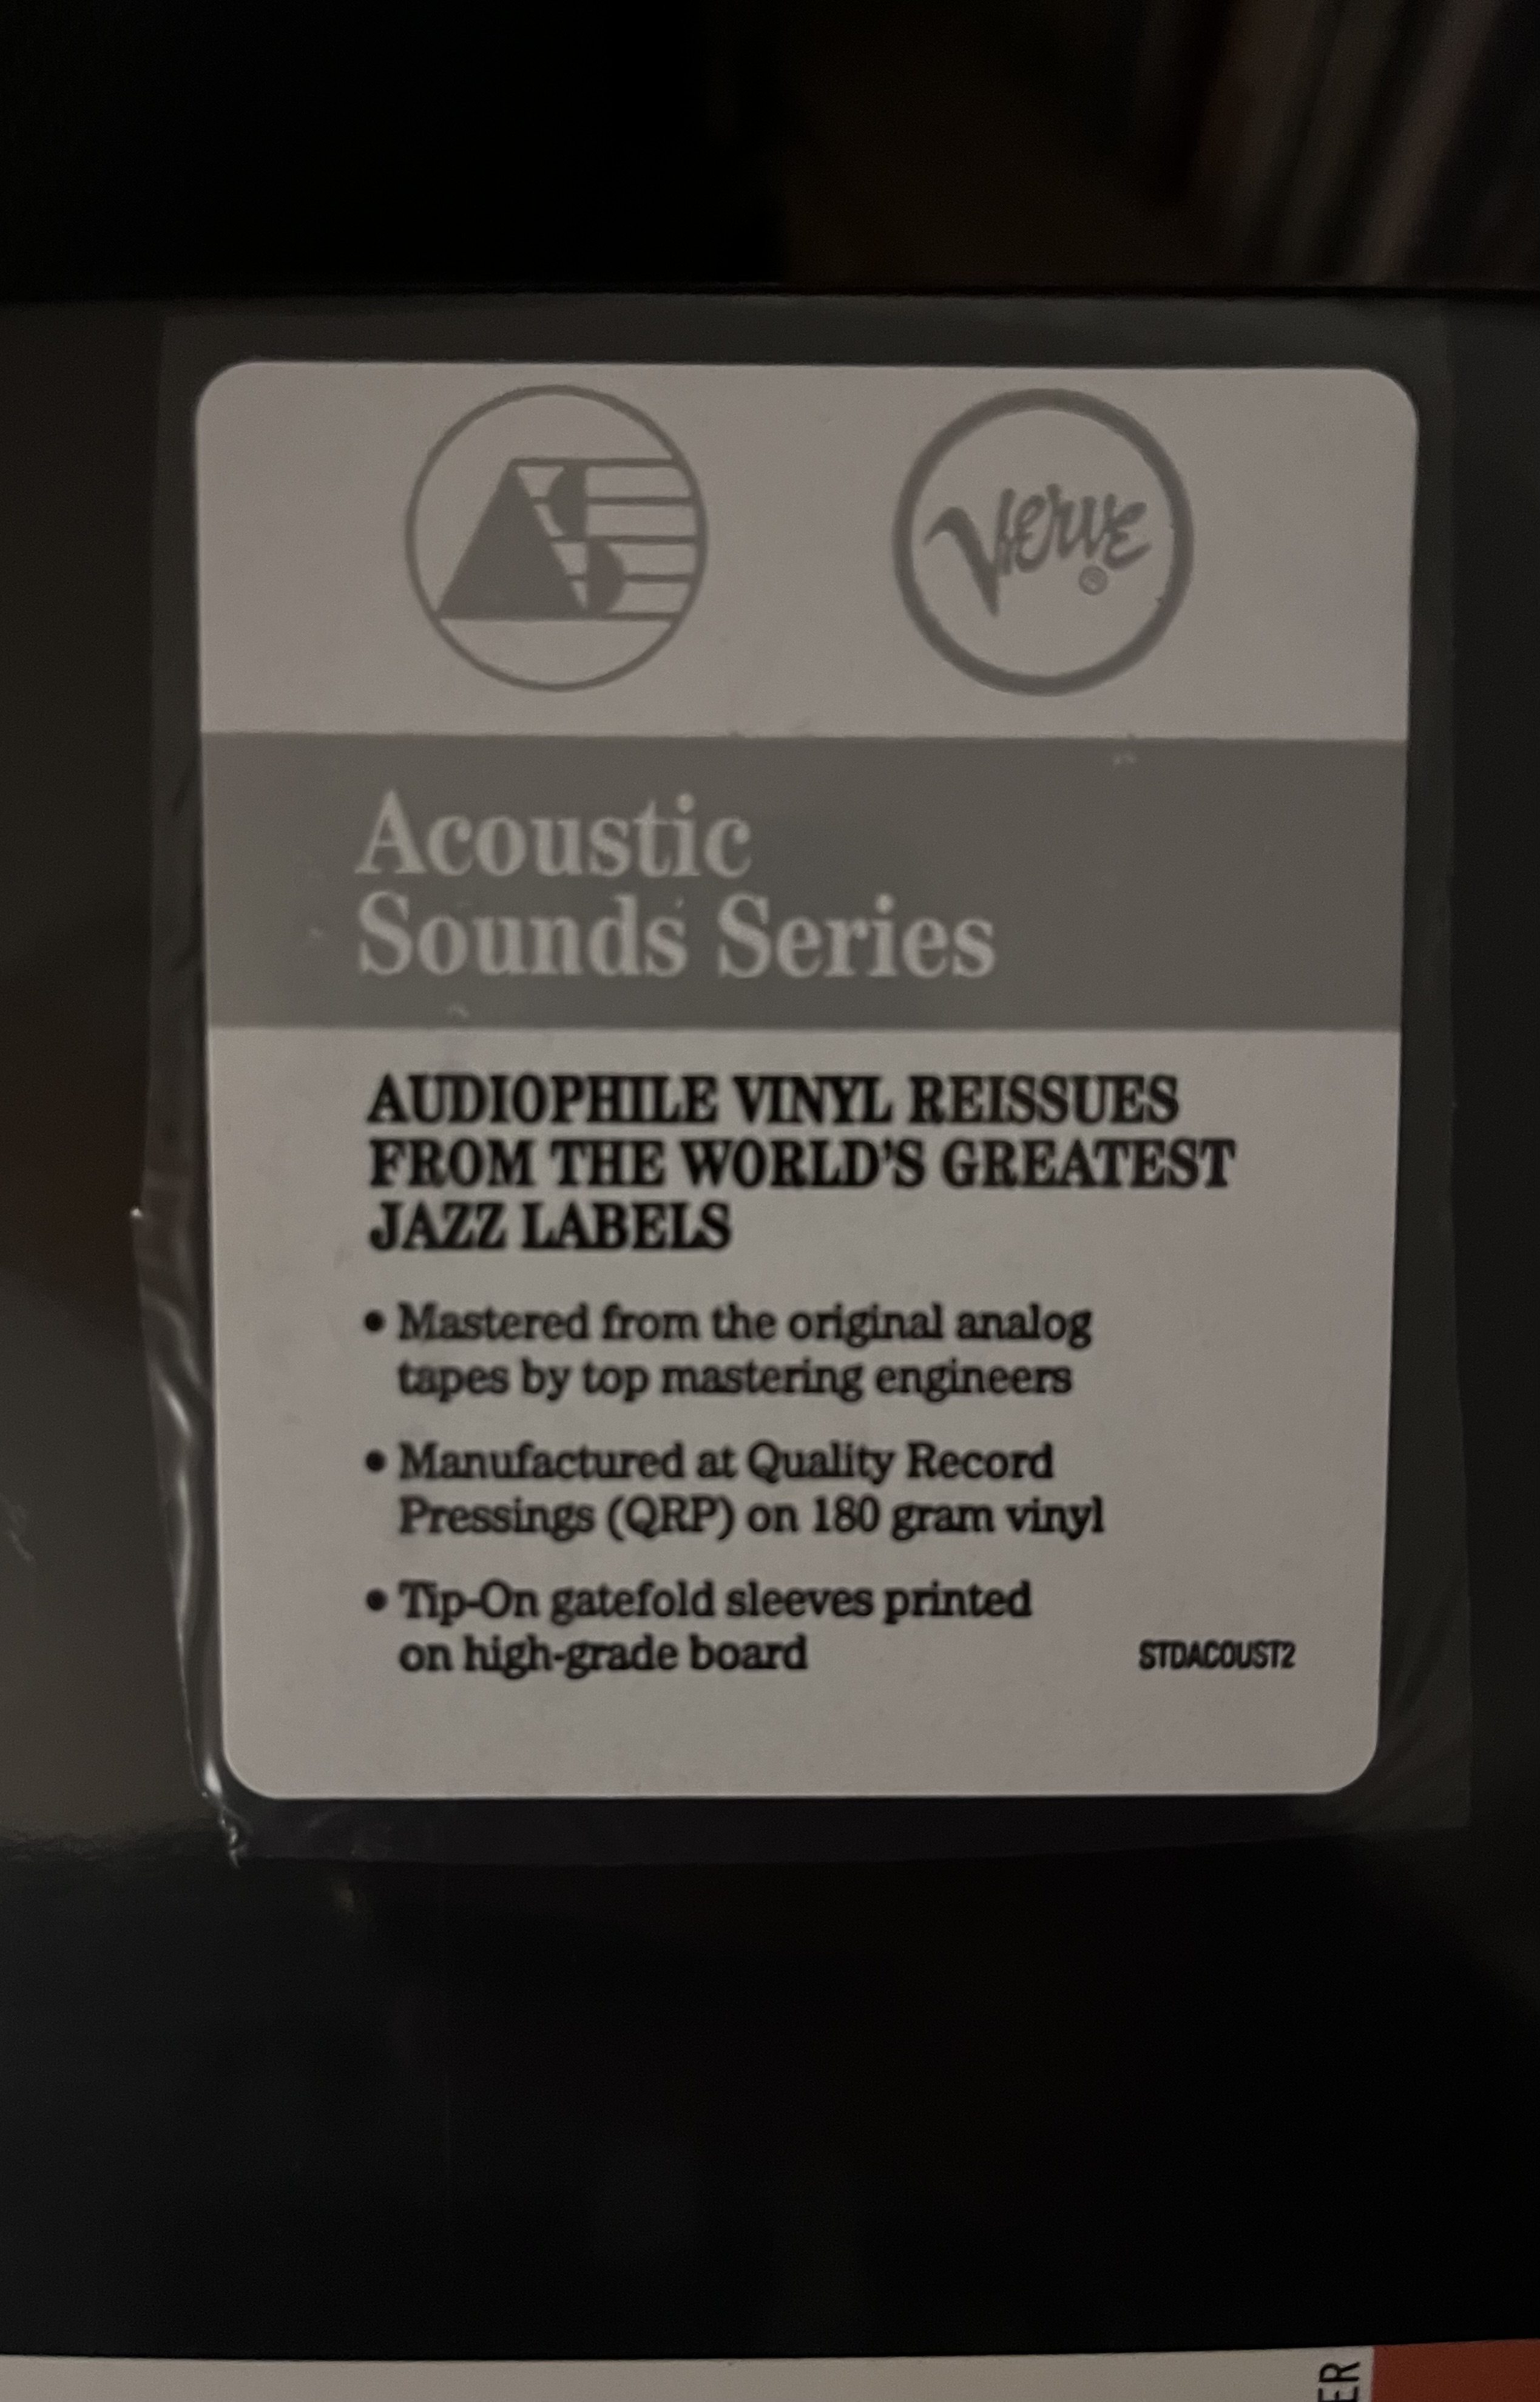 AS
Verve
®
Acoustic
Sounds Series
AUDIOPHILE VINYL REISSUES
FROM THE WORLD'S GREATEST
JAZZ LABELS
• Mastered from the original analog
tapes by top mastering engineers
• Manufactured at Quality Record
Pressings (QRP) on 180 gram vinyl
• Tip-On gatefold sleeves printed
on high-grade board
STDACOUST2
ER